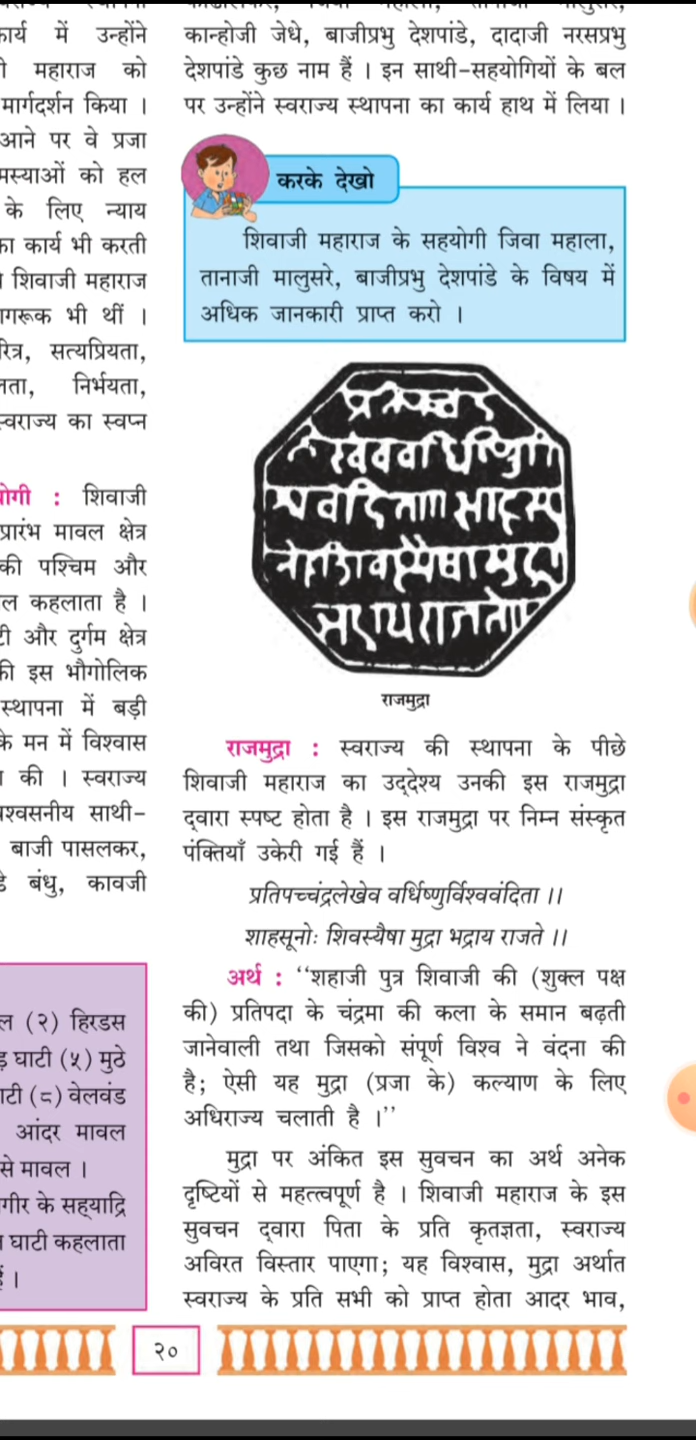 कार्य में उन्होंने
महाराज को
मार्गदर्शन किया ।
आने पर वे प्रजा
को हल
के लिए न्याय
का कार्य भी करती
शिवाजी महाराज
भी थीं ।
सत्यप्रियता,
निर्भयता,
स्वराज्य का स्वप्न
: शिवाजी
प्रारंभ मावल क्षेत्र
की पश्चिम और
कहलाता है ।
और दुर्गम क्षेत्र
की इस भौगोलिक
स्थापना में बड़ी
के मन में विश्वास
की । स्वराज्य
साथी-
बाजी पासलकर,
बंधु, कावजी
(२) हिरडस
घाटी (५) मुठे
(८) वेलवंड
आंदर मावल
से मावल ।
के सह्याद्रि
घाटी कहलाता
कान्होजी जेधे, बाजीप्रभु देशपांडे, दादाजी नरसप्रभु
देशपांडे कुछ नाम हैं । इन साथी-सहयोगियों के बल
पर उन्होंने स्वराज्य स्थापना का कार्य हाथ में लिया ।
करके देखो
शिवाजी महाराज के सहयोगी जिवा महाला,
तानाजी मालुसरे, बाजीप्रभु देशपांडे के विषय में
अधिक जानकारी प्राप्त करो ।
राजमुद्रा
राजमुद्रा : स्वराज्य की स्थापना के पीछे
शिवाजी महाराज का उद्देश्य उनकी इस राजमुद्रा
द्वारा स्पष्ट होता है । इस राजमुद्रा पर निम्न संस्कृत
पंक्तियाँ उकेरी गई हैं ।
प्रतिपच्चंद्रलेखेव वर्धिष्णुर्विश्ववंदिता ।।
शाहसूनोः शिवस्यैषा मुद्रा भद्राय राजते ।।
अर्थ : ‘‘शहाजी पुत्र शिवाजी की (शुक्ल पक्ष
की) प्रतिपदा के चंद्रमा की कला के समान बढ़ती
जानेवाली तथा जिसको संपूर्ण विश्व ने वंदना की
है; ऐसी यह मुद्रा (प्रजा के) कल्याण के लिए
अधिराज्य चलाती है ।’’
मुद्रा पर अंकित इस सुवचन का अर्थ अनेक
दृष्टियों से महत्त्वपूर्ण है । शिवाजी महाराज के इस
सुवचन द्वारा पिता के प्रति कृतज्ञता, स्वराज्य
अविरत विस्तार पाएगा; यह विश्वास, मुद्रा अर्थात
स्वराज्य के प्रति सभी को प्राप्त होता आदर भाव,
२०